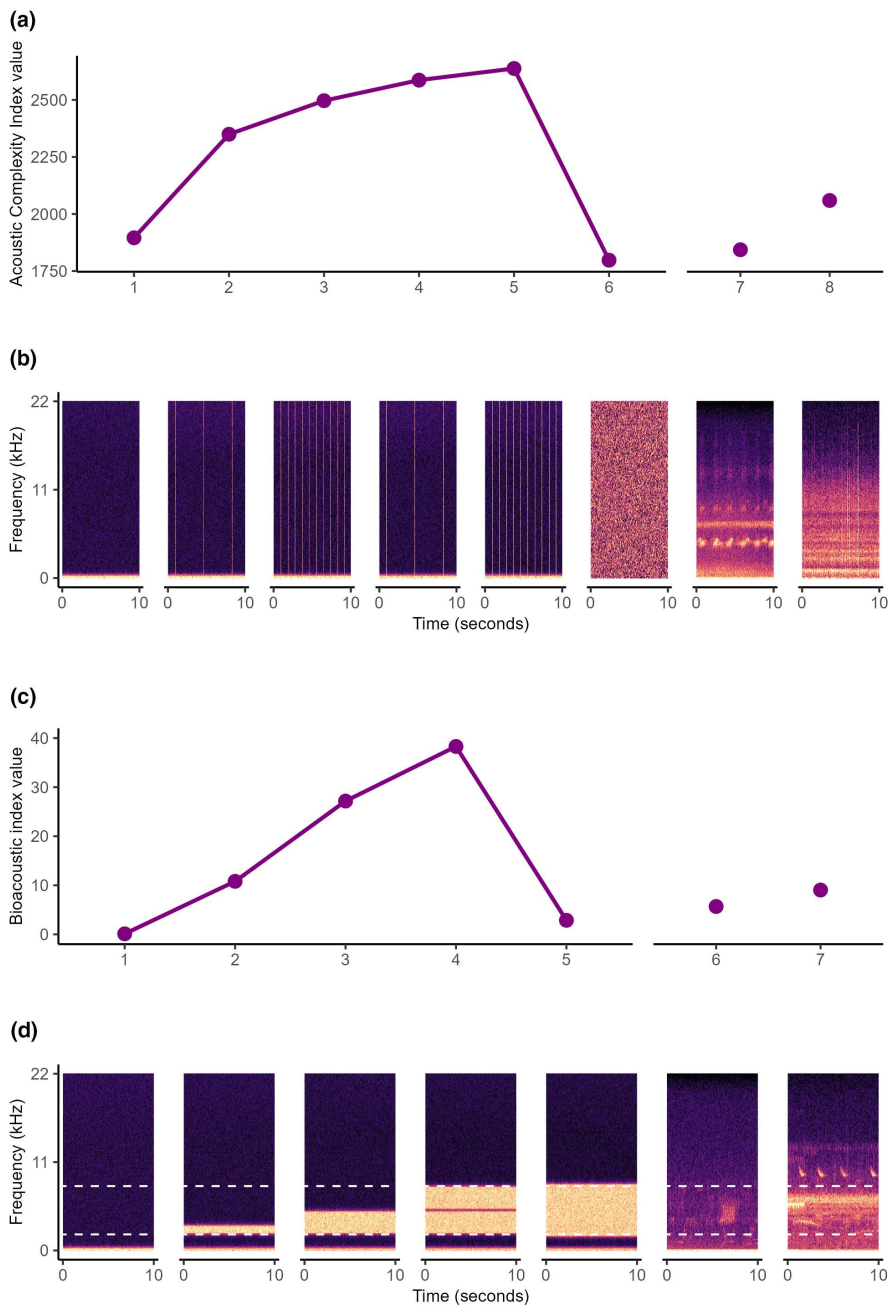 (a)
Acoustic Complexity Index value
2500
2250
2000
1750
1 2 3 4 5 6 7 8
(b)
Frequency (kHz)
22
11
0
0 10 0 10 0 10 0 10 0 10 0 10 0 10 0 10
Time (seconds)
(c)
Bioacoustic index value
40
30
20
10
0
1 2 3 4 5 6 7
(d)
Frequency (kHz)
22
11
0
0 10 0 10 0 10 0 10 0 10 0 10 0 10
Time (seconds)